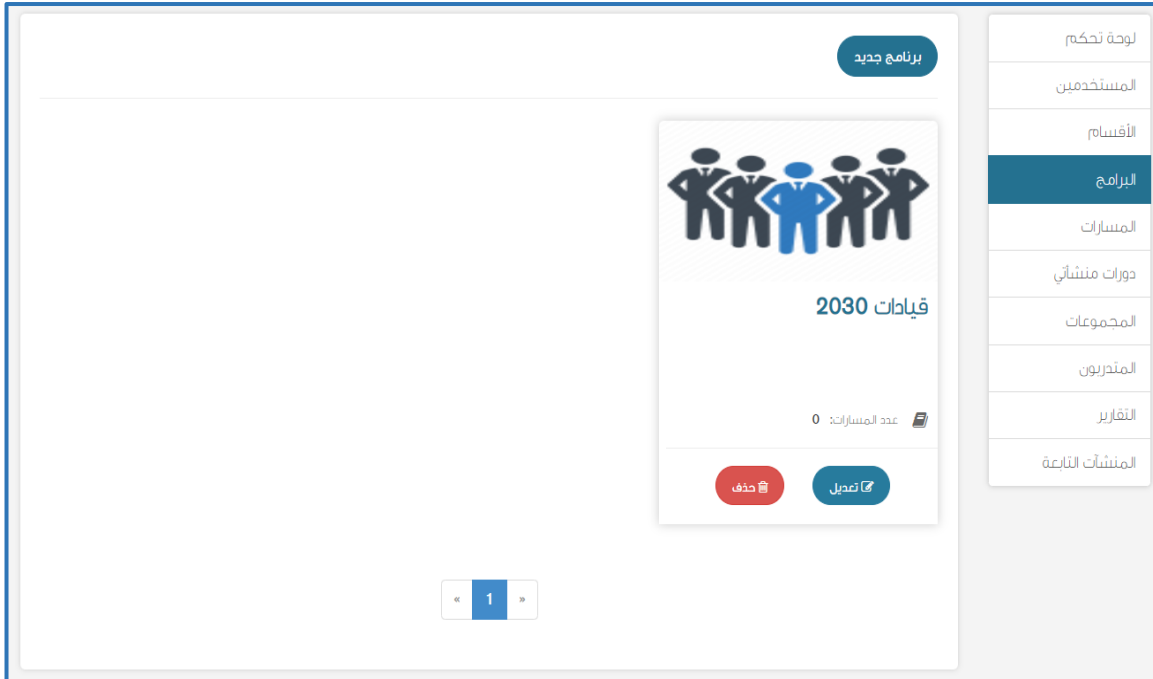 لوحة تحكم
المستخدمين
الأقسام
البرامج
المسارات
دورات منشأتي
المجموعات
المتدربون
التقارير
المنشآت التابعة
برنامج جديد
قيادات 2030
عدد المسارات: 0
تعديل
حذف
« 1 »